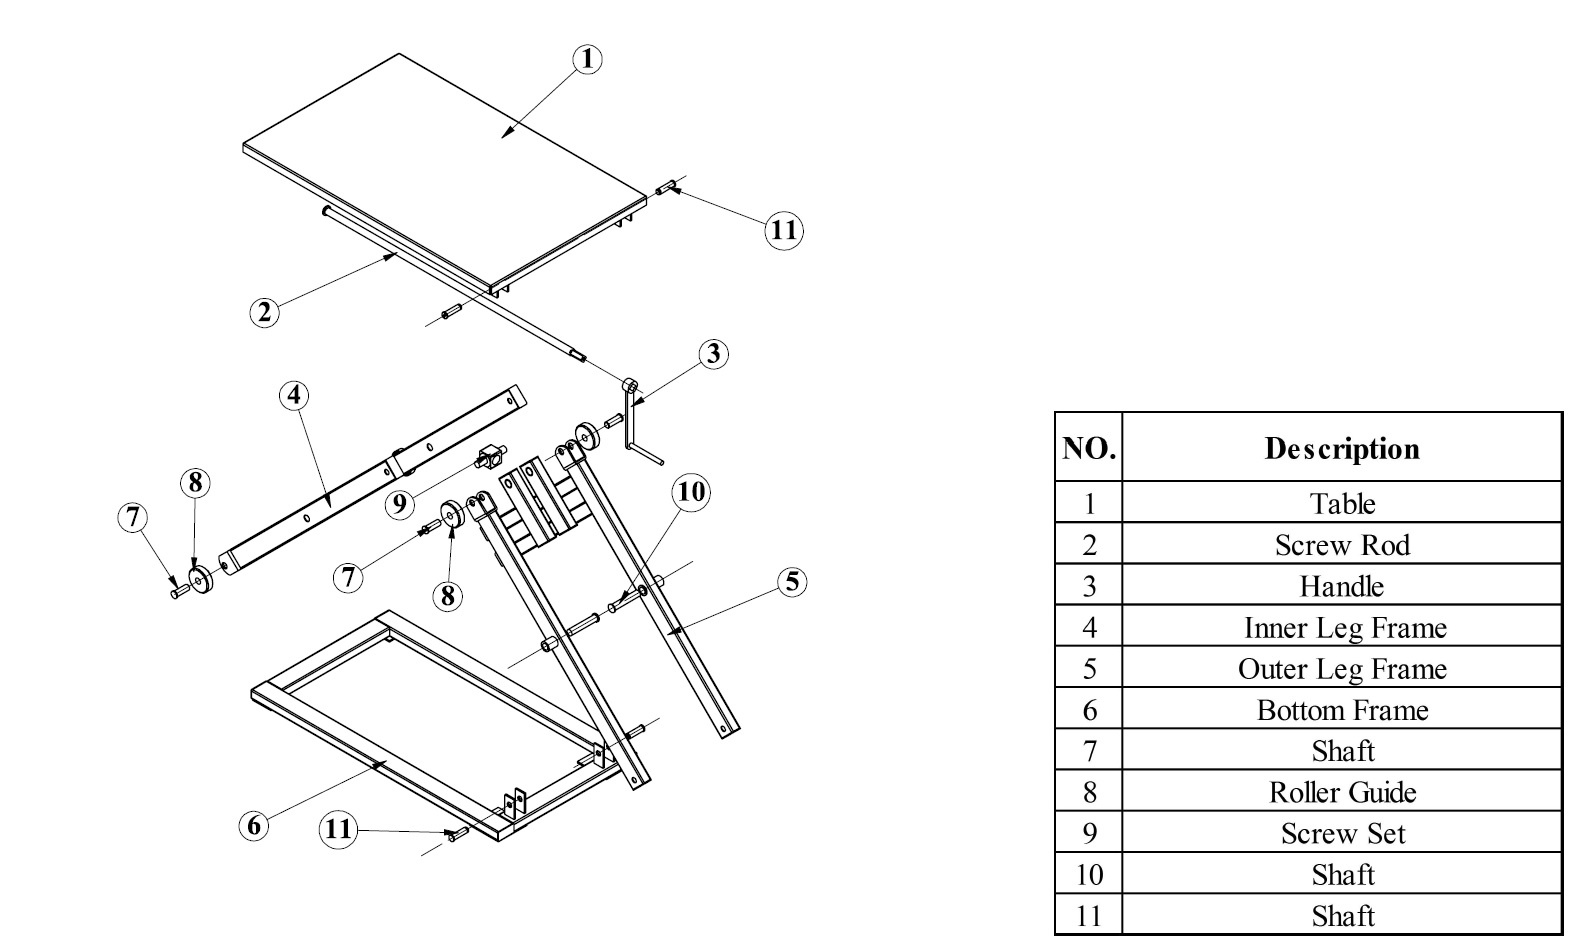 1
11
2
3
4
8
10
9
7
7
8
5
6
11
NO. Description
1 Table
2 Screw Rod
3 Handle
4 Inner Leg Frame
5 Outer Leg Frame
6 Bottom Frame
7 Shaft
8 Roller Guide
9 Screw Set
10 Shaft
11 Shaft